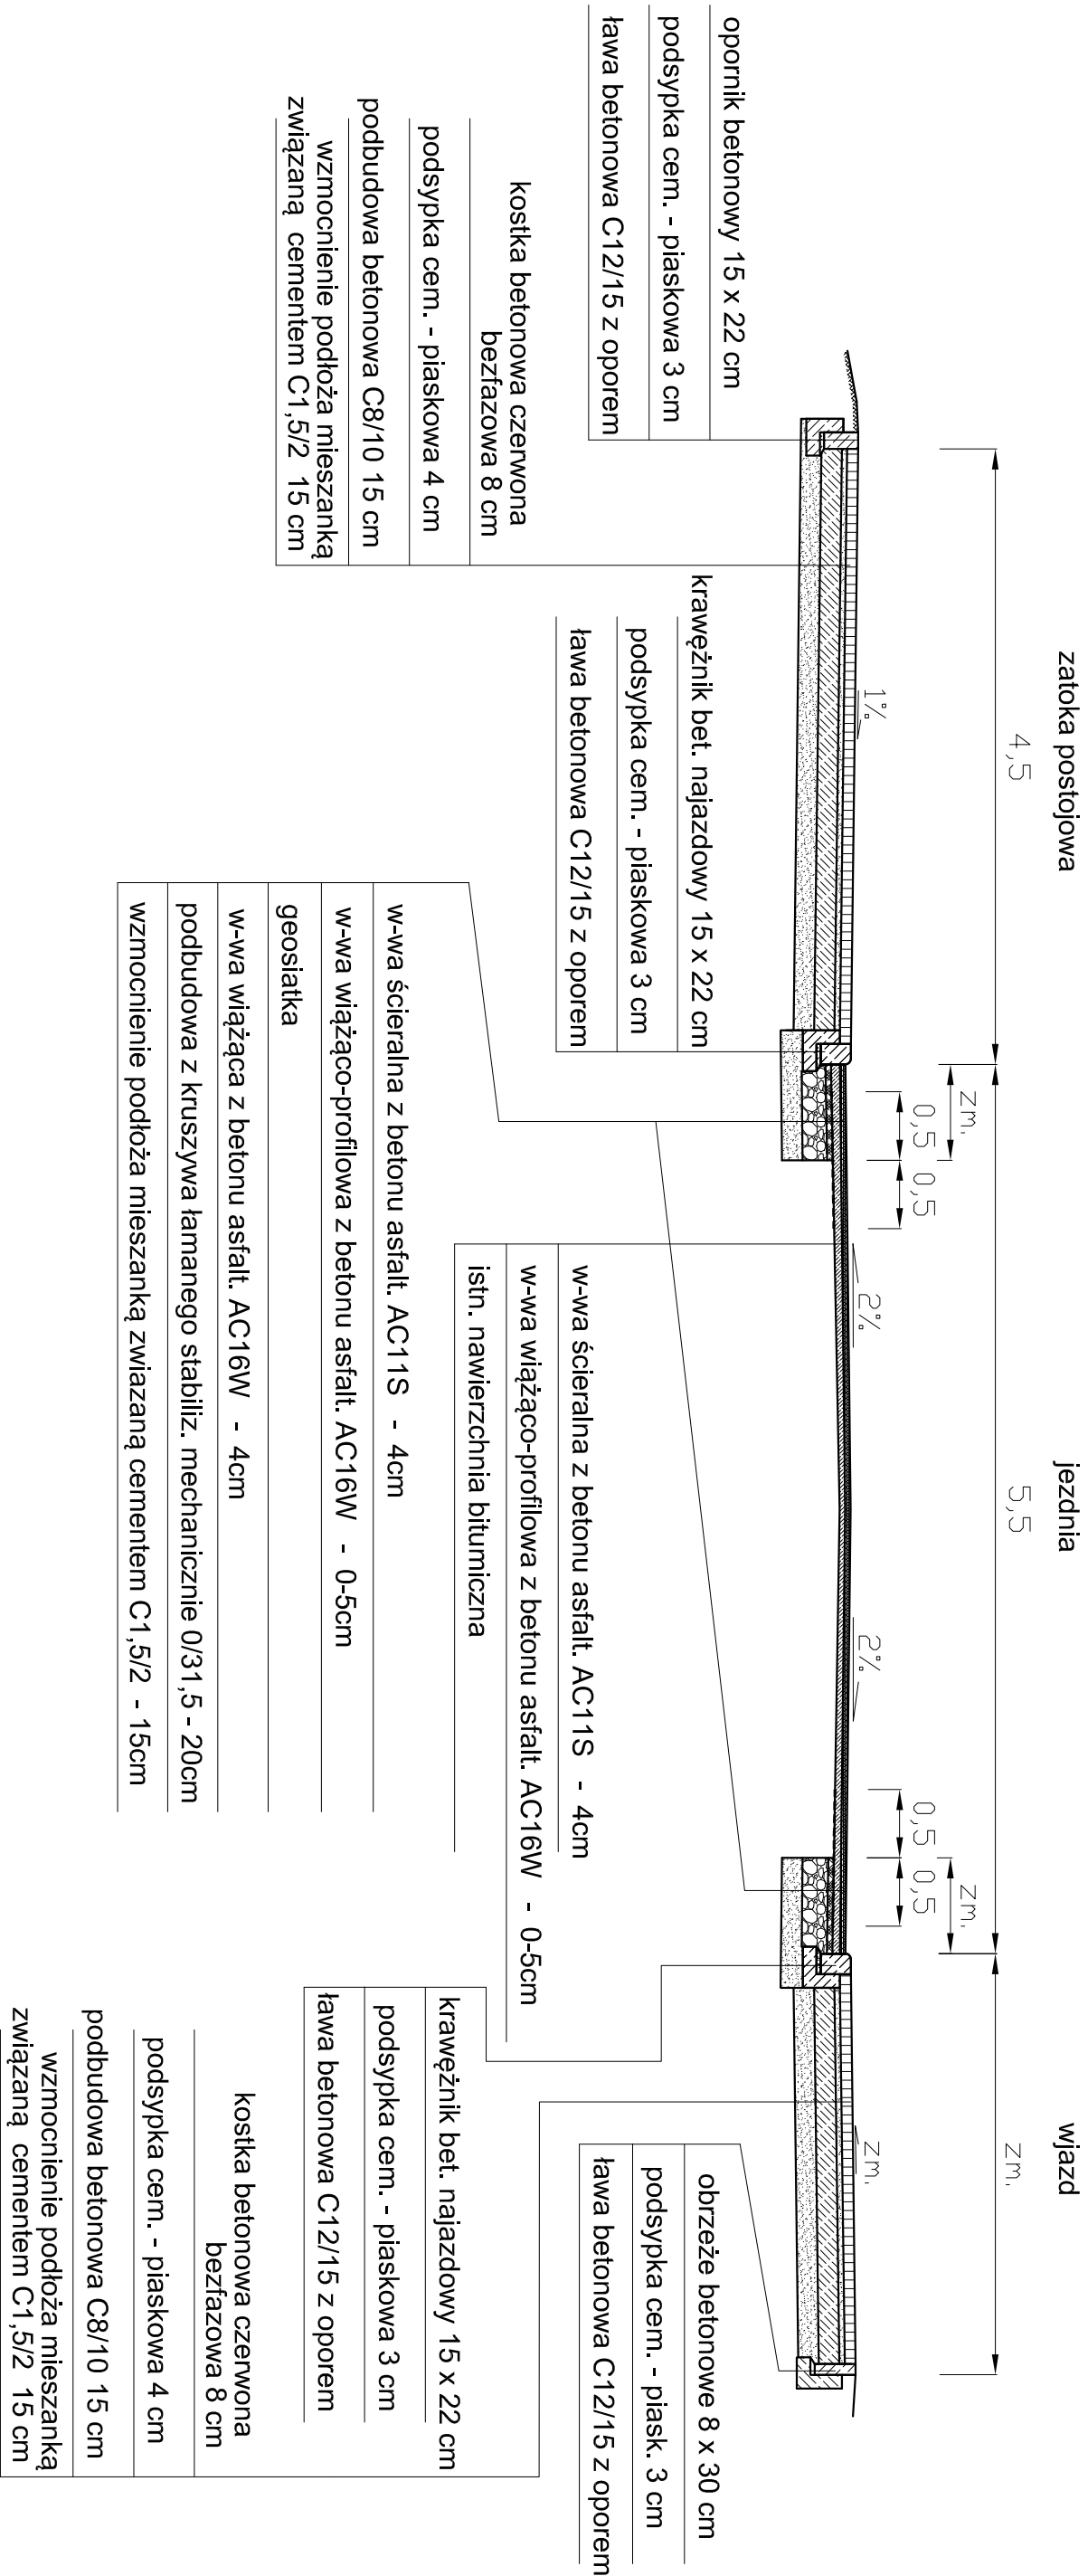 zatoka postojowa
4,5
jezdnia
5,5
wjazd
zm.
zm.
0,5
0,5
0,5
0,5
zm.
1%
2%
2%
zm.
opornik betonowy 15 x 22 cm
podsypka cem. - piaskowa 3 cm
ława betonowa C12/15 z oporem
kostka betonowa czerwona
bezfazowa 8 cm
podsypka cem. - piaskowa 4 cm
podbudowa betonowa C8/10 15 cm
wzmocnienie podłoża mieszanką
związaną cementem C1,5/2 15 cm
krawężnik bet. najazdowy 15 x 22 cm
podsypka cem. - piaskowa 3 cm
ława betonowa C12/15 z oporem
w-wa ścieralna z betonu asfalt. AC11S - 4cm
w-wa wiążąco-profilowa z betonu asfalt. AC16W - 0-5cm
geosiatka
w-wa wiążąca z betonu asfalt. AC16W - 4cm
podbudowa z kruszywa łamanego stabiliz. mechanicznie 0/31,5 - 20cm
wzmocnienie podłoża mieszanką zwiazaną cementem C1,5/2 - 15cm
w-wa ścieralna z betonu asfalt. AC11S - 4cm
w-wa wiążąco-profilowa z betonu asfalt. AC16W - 0-5cm
istn. nawierzchnia bitumiczna
krawężnik bet. najazdowy 15 x 22 cm
podsypka cem. - piaskowa 3 cm
ława betonowa C12/15 z oporem
obrzeże betonowe 8 x 30 cm
podsypka cem. - piask. 3 cm
ława betonowa C12/15 z oporem
kostka betonowa czerwona
bezfazowa 8 cm
podsypka cem. - piaskowa 4 cm
podbudowa betonowa C8/10 15 cm
wzmocnienie podłoża mieszanką
związaną cementem C1,5/2 15 cm